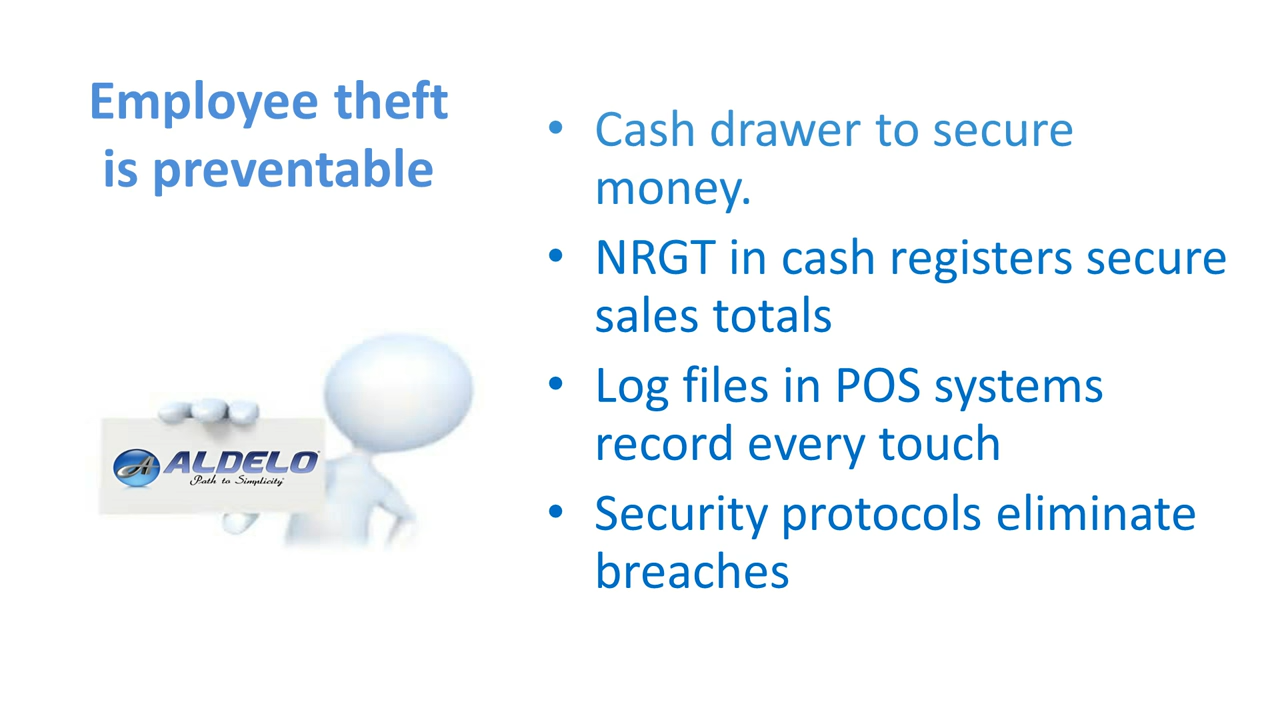 Employee theft
is preventable
• Cash drawer to secure
money.
• NRGT in cash registers secure
sales totals
• Log files in POS systems
record every touch
• Security protocols eliminate
breaches
A ALDELO
Path to Simplicity